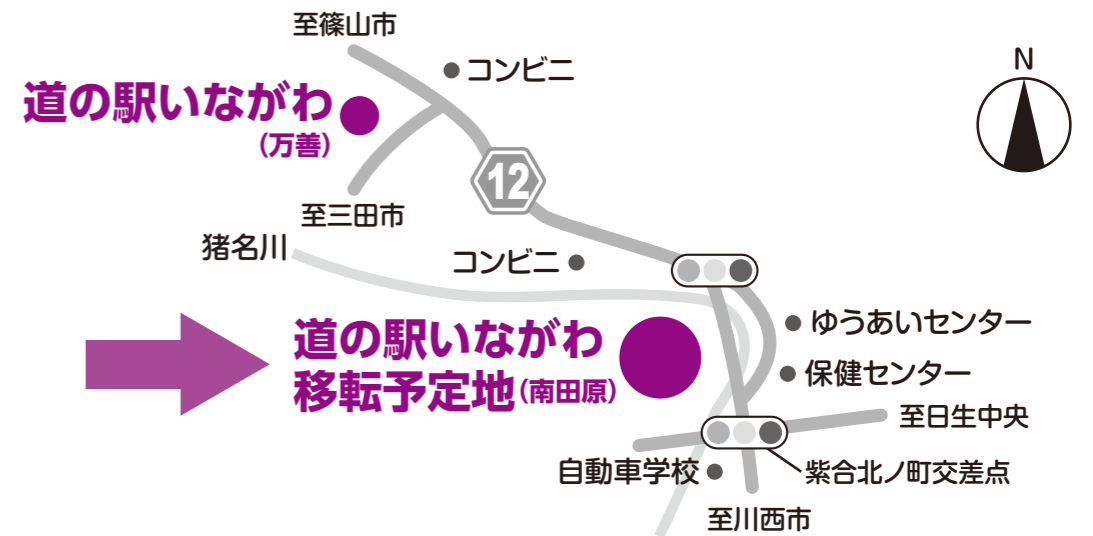 至篠山市
コンビニ
N
道の駅いながわ
(万善)
12
至三田市
猪名川
コンビニ
ゆうあいセンター
道の駅いながわ
移転予定地(南田原)
保健センター
至日生中央
自動車学校
紫合北ノ町交差点
至川西市